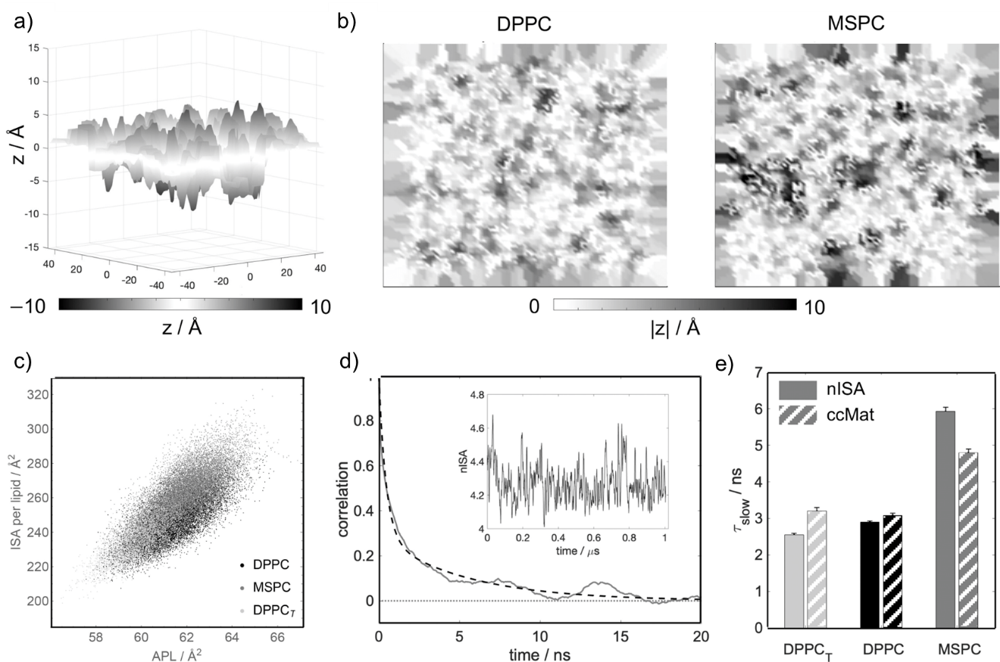 a)
15
10
5
0
-5
-10
-15
z / Å
40
20
0
-20
-40
-40
-20
0
20
40
−10
10
z / Å
b)
DPPC
MSPC
0
10
|z| / Å
c)
320
300
280
260
240
220
200
ISA per lipid / Å²
DPPC
MSPC
DPPC_T
58
60
62
64
66
APL / Å²
d)
0.8
0.6
0.4
0.2
0
correlation
0
5
10
15
20
time / ns
4.8
4.6
4.4
4.2
4
nISA
0
0.2
0.4
0.6
0.8
1
time / μs
e)
7
6
5
4
3
2
1
0
τ_slow / ns
nISA
ccMat
DPPC_T
DPPC
MSPC